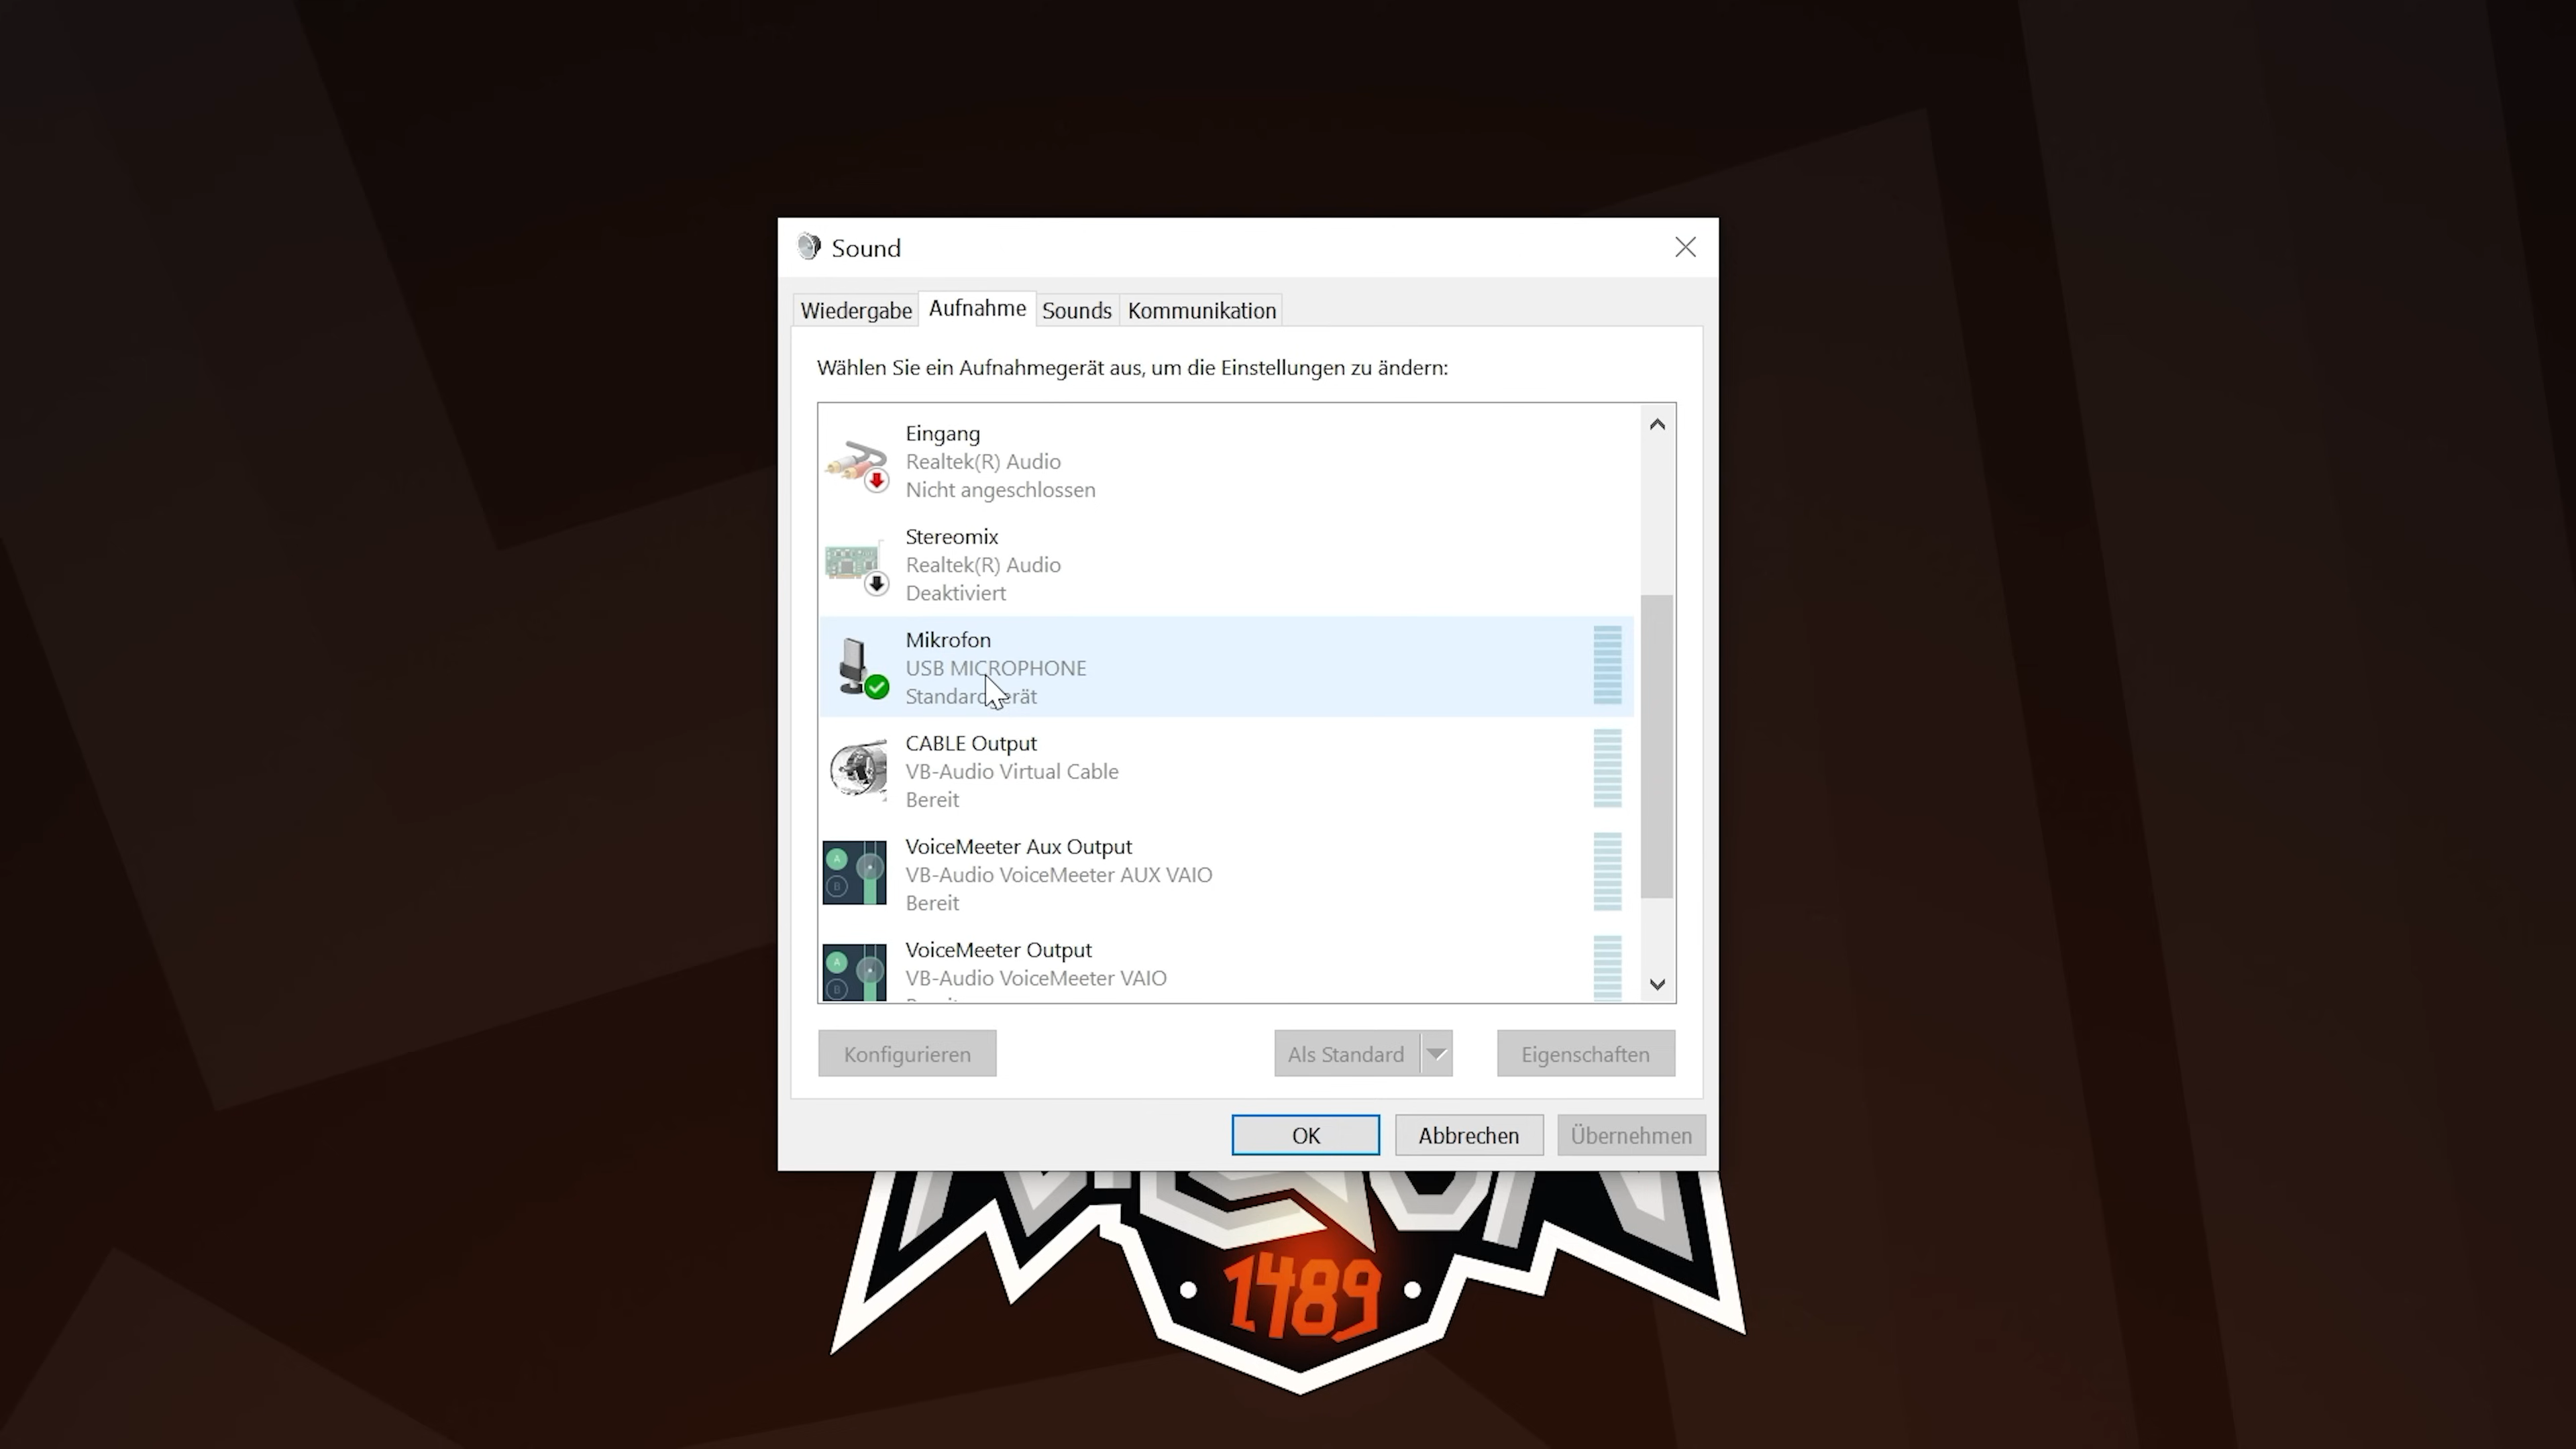 Sound
Wiedergabe Aufnahme Sounds Kommunikation
Wählen Sie ein Aufnahmegerät aus, um die Einstellungen zu ändern:
Eingang
Realtek(R) Audio
Nicht angeschlossen
Stereomix
Realtek(R) Audio
Deaktiviert
Mikrofon
USB MICROPHONE
Standardgerät
CABLE Output
VB-Audio Virtual Cable
Bereit
VoiceMeeter Aux Output
VB-Audio VoiceMeeter AUX VAIO
Bereit
VoiceMeeter Output
VB-Audio VoiceMeeter VAIO
Konfigurieren Als Standard Eigenschaften
OK Abbrechen Übernehmen
1489